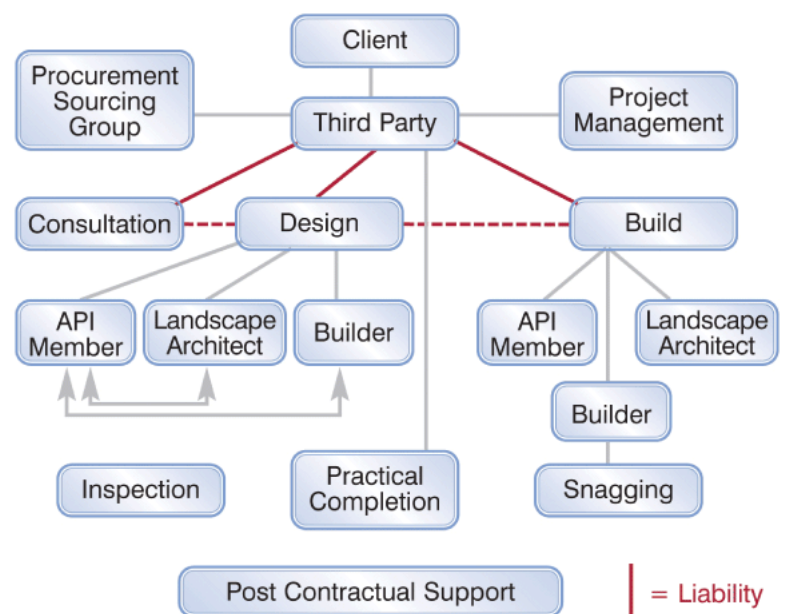 Client
Procurement
Sourcing
Group
Third Party
Project
Management
Consultation
Design
Build
API
Member
Landscape
Architect
Builder
API
Member
Landscape
Architect
Builder
Inspection
Practical
Completion
Snagging
Post Contractual Support
= Liability